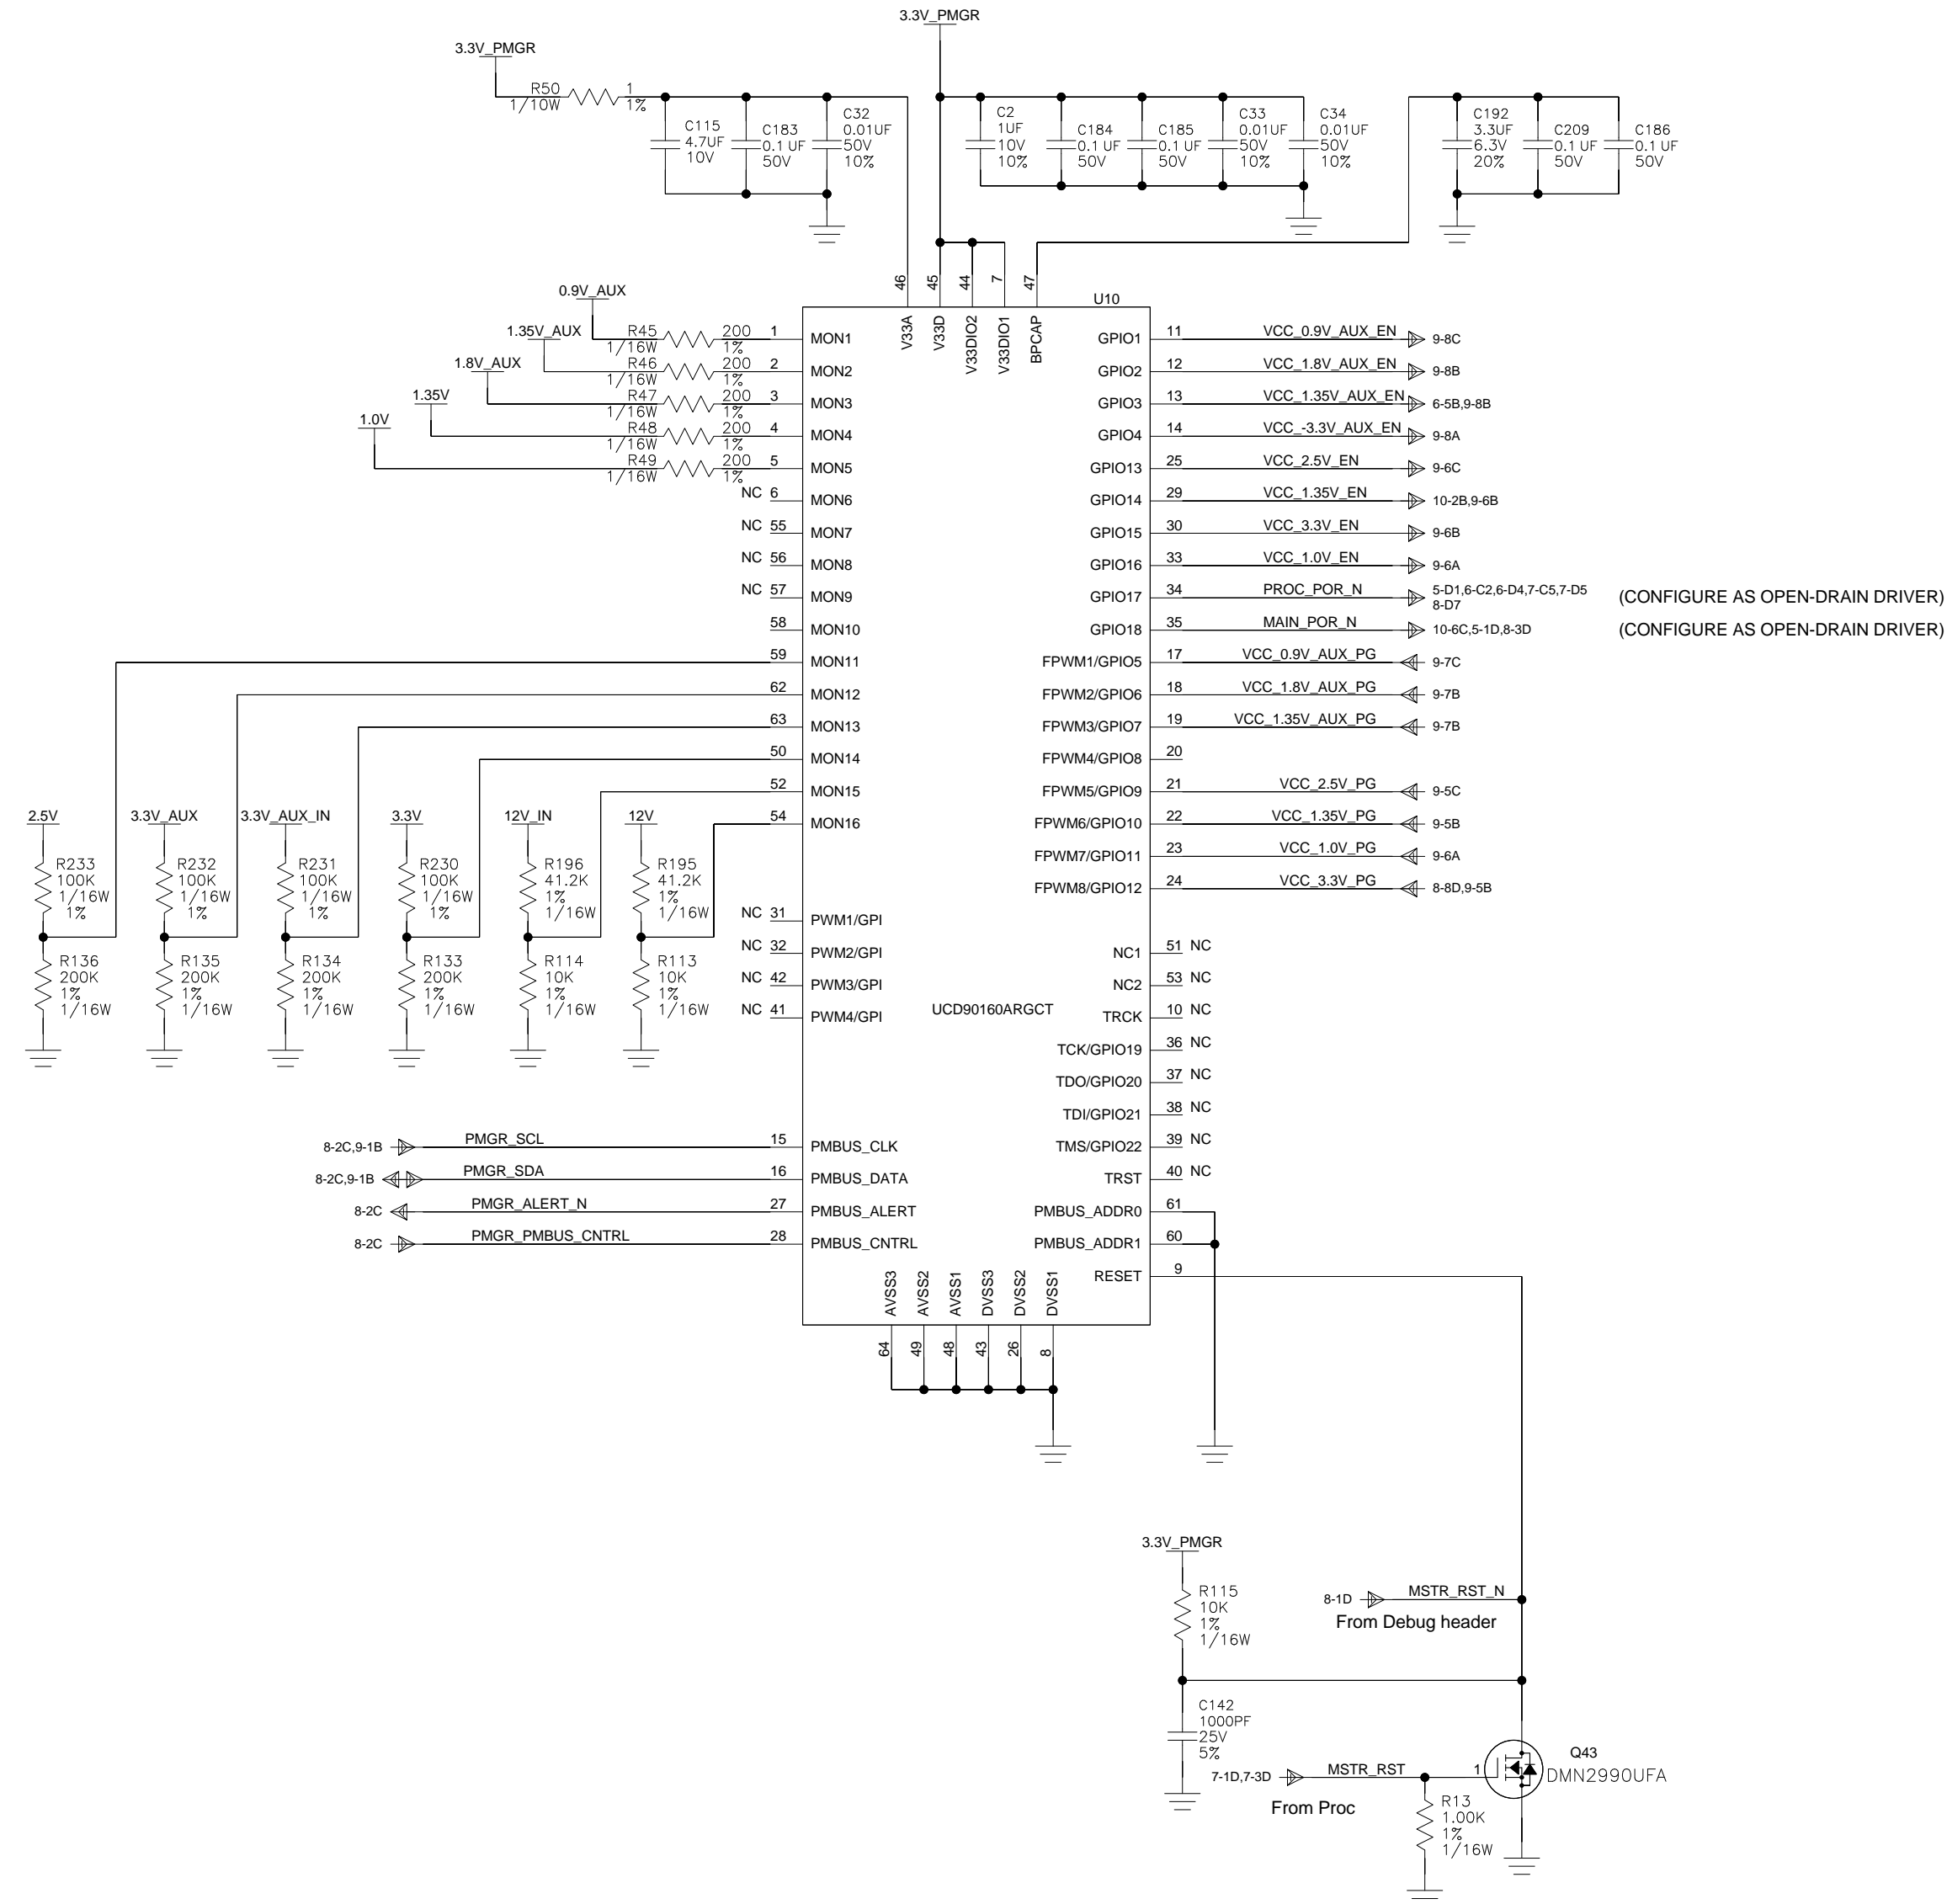 3.3V_PMGR
3.3V_PMGR
R50
1/10W
1
1%
C115
4.7UF
10V
C183
0.1 UF
50V
C32
0.01UF
50V
10%
C2
1UF
10V
10%
C184
0.1 UF
50V
C185
0.1 UF
50V
C33
0.01UF
50V
10%
C34
0.01UF
50V
10%
C192
3.3UF
6.3V
20%
C209
0.1 UF
50V
C186
0.1 UF
50V
46
45
44
7
47
U10
V33A
V33D
V33DIO2
V33DIO1
BPCAP
0.9V_AUX
R45 200 1 MON1
1/16W 1%
1.35V_AUX
R46 200 2 MON2
1/16W 1%
1.8V_AUX
R47 200 3 MON3
1/16W 1%
1.35V
R48 200 4 MON4
1/16W 1%
1.0V
R49 200 5 MON5
1/16W 1%
NC 6 MON6
NC 55 MON7
NC 56 MON8
NC 57 MON9
58 MON10
59 MON11
62 MON12
63 MON13
50 MON14
52 MON15
54 MON16
GPIO1 11 VCC_0.9V_AUX_EN 9-8C
GPIO2 12 VCC_1.8V_AUX_EN 9-8B
GPIO3 13 VCC_1.35V_AUX_EN 6-5B,9-8B
GPIO4 14 VCC_-3.3V_AUX_EN 9-8A
GPIO13 25 VCC_2.5V_EN 9-6C
GPIO14 29 VCC_1.35V_EN 10-2B,9-6B
GPIO15 30 VCC_3.3V_EN 9-6B
GPIO16 33 VCC_1.0V_EN 9-6A
GPIO17 34 PROC_POR_N 5-D1,6-C2,6-D4,7-C5,7-D5 (CONFIGURE AS OPEN-DRAIN DRIVER)
8-D7
GPIO18 35 MAIN_POR_N 10-6C,5-1D,8-3D (CONFIGURE AS OPEN-DRAIN DRIVER)
FPWM1/GPIO5 17 VCC_0.9V_AUX_PG 9-7C
FPWM2/GPIO6 18 VCC_1.8V_AUX_PG 9-7B
FPWM3/GPIO7 19 VCC_1.35V_AUX_PG 9-7B
FPWM4/GPIO8 20
FPWM5/GPIO9 21 VCC_2.5V_PG 9-5C
FPWM6/GPIO10 22 VCC_1.35V_PG 9-5B
FPWM7/GPIO11 23 VCC_1.0V_PG 9-6A
FPWM8/GPIO12 24 VCC_3.3V_PG 8-8D,9-5B
2.5V
R233
100K
1/16W
1%
R136
200K
1%
1/16W
3.3V_AUX
R232
100K
1/16W
1%
R135
200K
1%
1/16W
3.3V_AUX_IN
R231
100K
1/16W
1%
R134
200K
1%
1/16W
3.3V
R230
100K
1/16W
1%
R133
200K
1%
1/16W
12V_IN
R196
41.2K
1%
1/16W
R114
10K
1%
1/16W
12V
R195
41.2K
1%
1/16W
R113
10K
1%
1/16W
NC 31 PWM1/GPI
NC 32 PWM2/GPI
NC 42 PWM3/GPI
NC 41 PWM4/GPI
UCD90160ARGCT
NC1 51 NC
NC2 53 NC
TRCK 10 NC
TCK/GPIO19 36 NC
TDO/GPIO20 37 NC
TDI/GPIO21 38 NC
TMS/GPIO22 39 NC
TRST 40 NC
PMBUS_ADDR0 61
PMBUS_ADDR1 60
RESET 9
8-2C,9-1B PMGR_SCL 15 PMBUS_CLK
8-2C,9-1B PMGR_SDA 16 PMBUS_DATA
8-2C PMGR_ALERT_N 27 PMBUS_ALERT
8-2C PMGR_PMBUS_CNTRL 28 PMBUS_CNTRL
AVSS3
AVSS2
AVSS1
DVSS3
DVSS2
DVSS1
64
49
48
43
26
8
3.3V_PMGR
R115
10K
1%
1/16W
8-1D MSTR_RST_N
From Debug header
C142
1000PF
25V
5%
7-1D,7-3D MSTR_RST 1
From Proc
Q43
DMN2990UFA
R13
1.00K
1%
1/16W